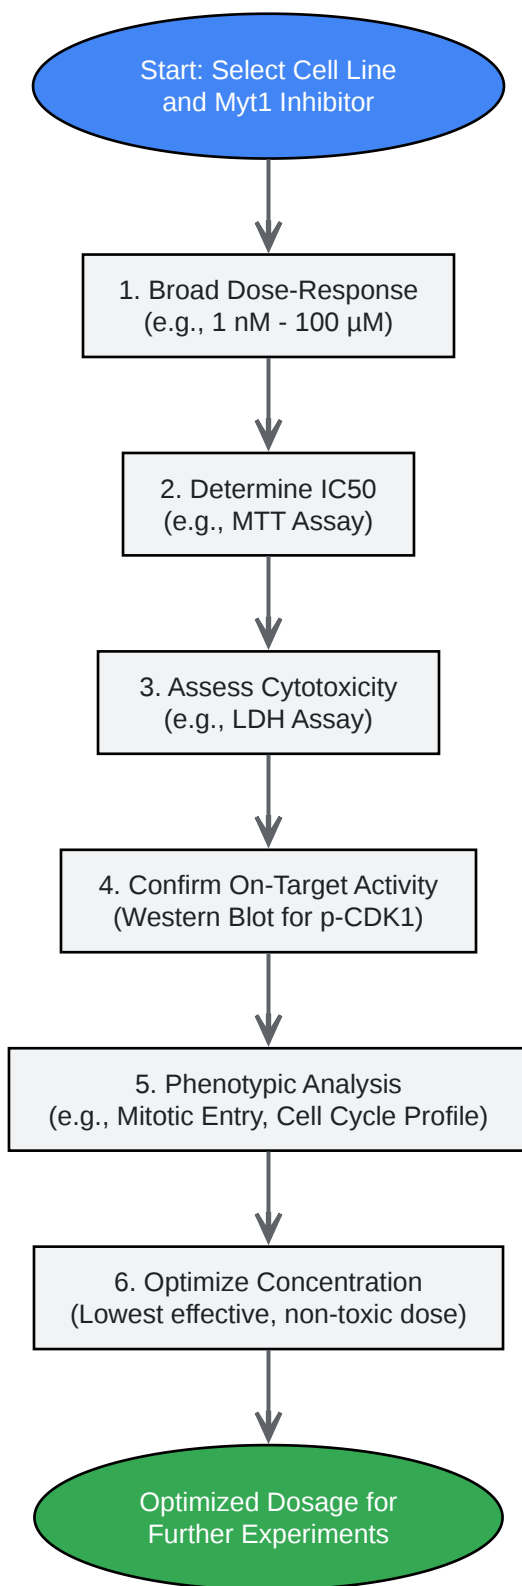 Start: Select Cell Line
and Myt1 Inhibitor
1. Broad Dose-Response
(e.g., 1 nM - 100 µM)
2. Determine IC50
(e.g., MTT Assay)
3. Assess Cytotoxicity
(e.g., LDH Assay)
4. Confirm On-Target Activity
(Western Blot for p-CDK1)
5. Phenotypic Analysis
(e.g., Mitotic Entry, Cell Cycle Profile)
6. Optimize Concentration
(Lowest effective, non-toxic dose)
Optimized Dosage for
Further Experiments